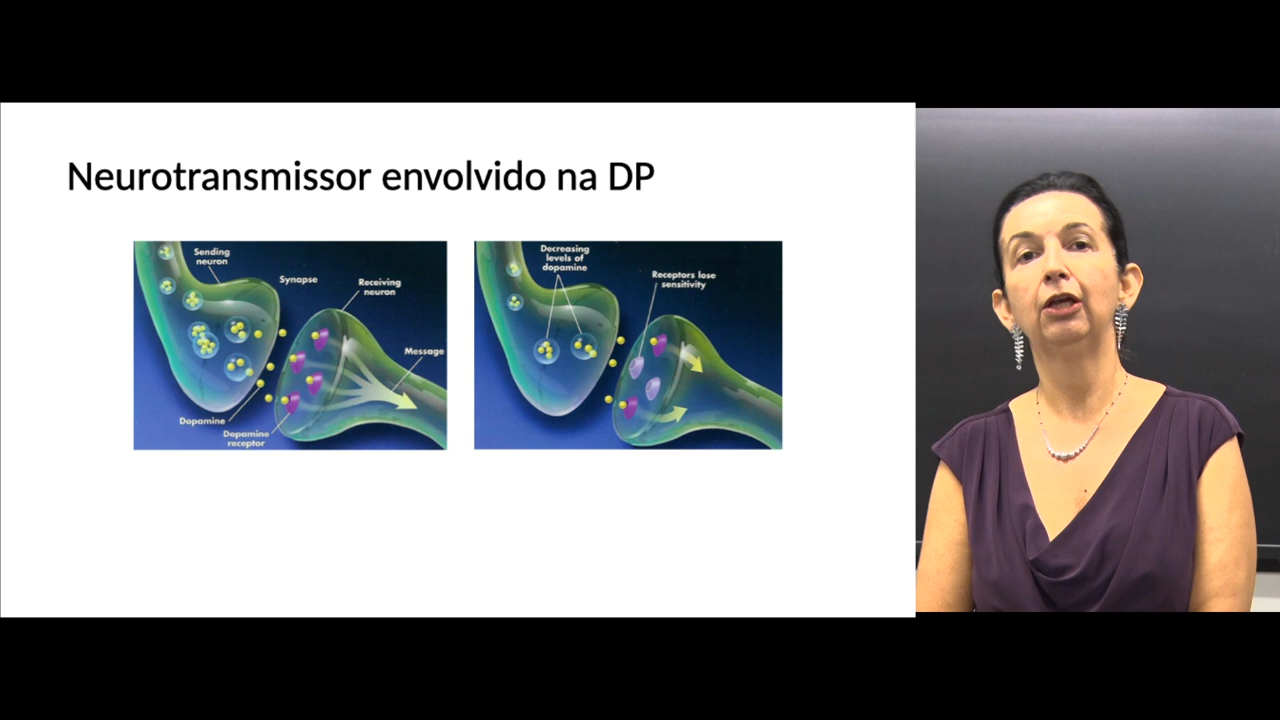 Neurotransmissor envolvido na DP
Sending
neuron
Synapse
Receiving
neuron
Message
Dopamine
Dopamine
receptor
Decreasing
levels of
dopamine
Receptors lose
sensitivity